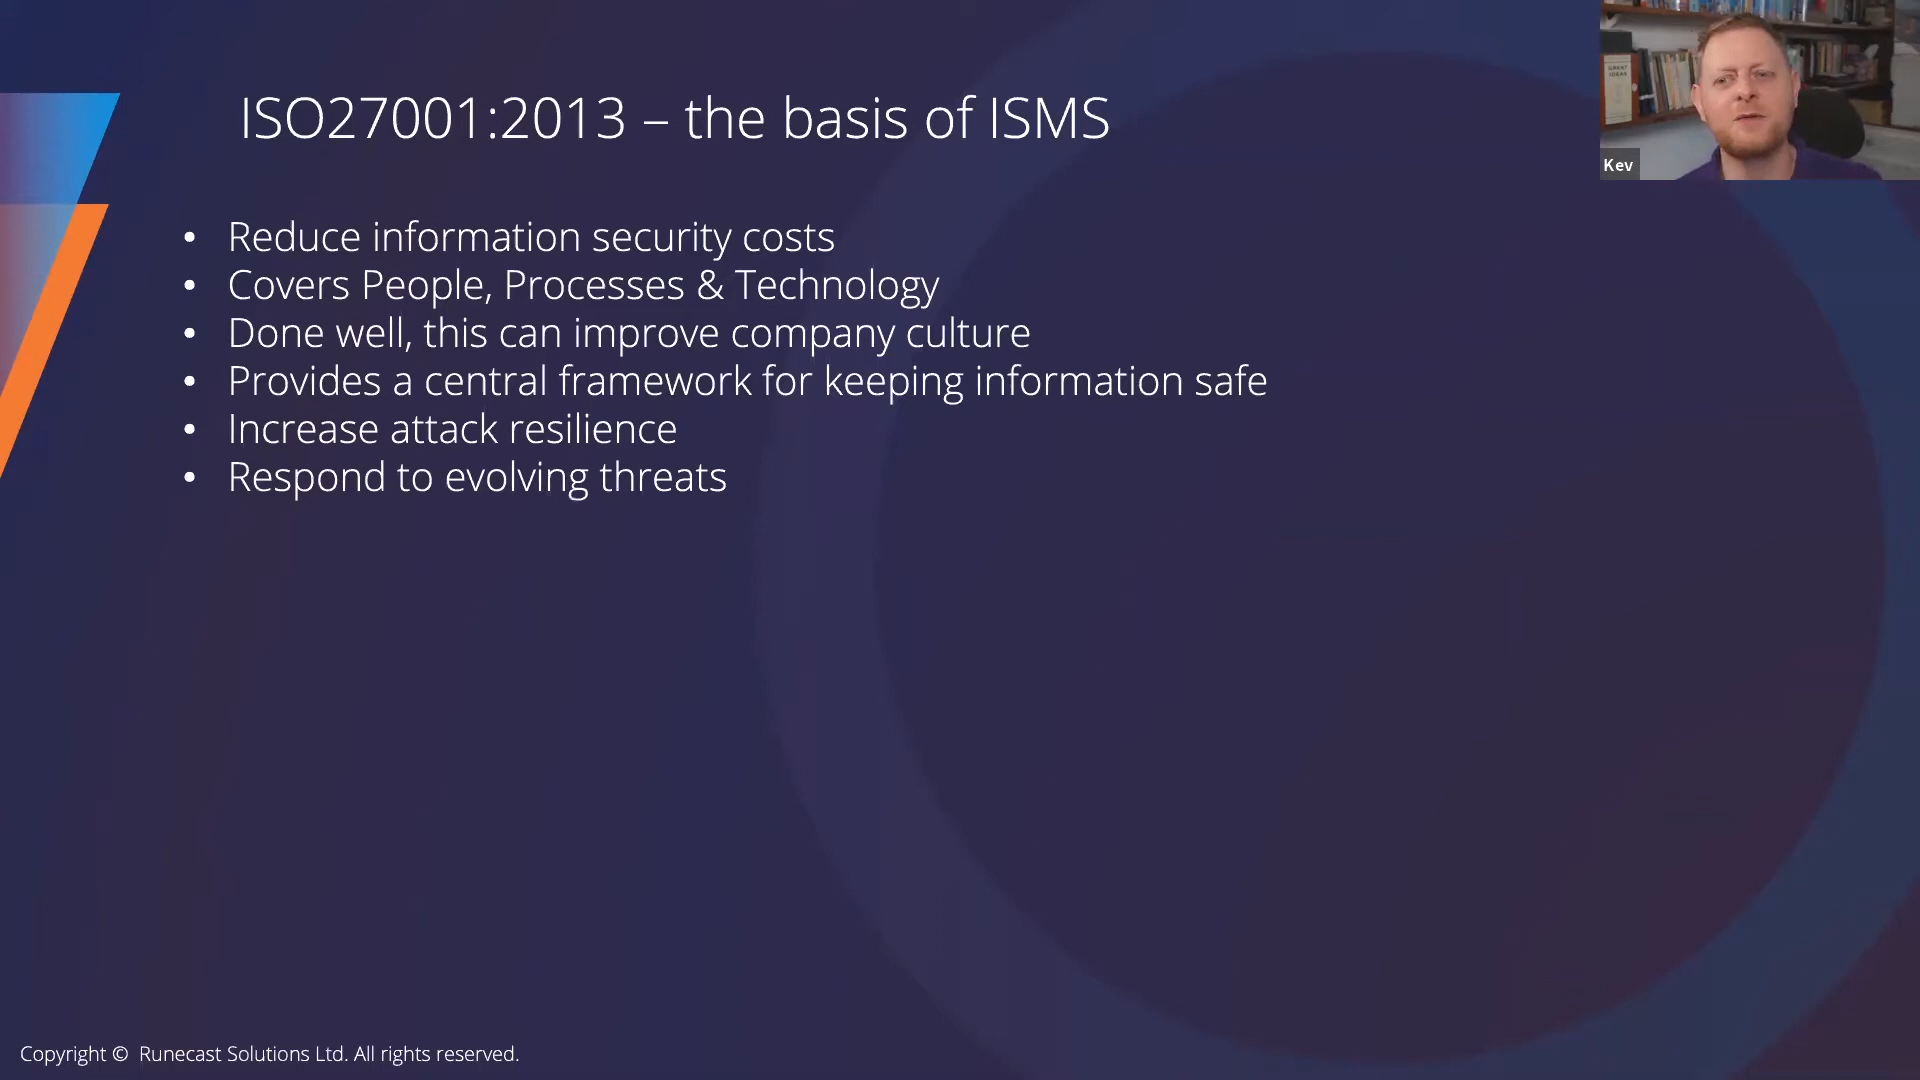 ISO27001:2013 – the basis of ISMS
Kev
• Reduce information security costs
• Covers People, Processes & Technology
• Done well, this can improve company culture
• Provides a central framework for keeping information safe
• Increase attack resilience
• Respond to evolving threats
Copyright © Runecast Solutions Ltd. All rights reserved.